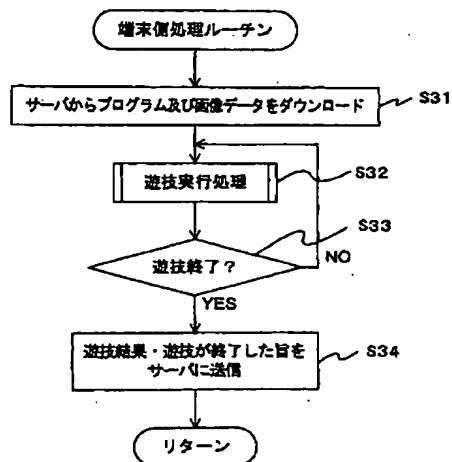 端末側処理ルーチン
サーバからプログラム及び画像データをダウンロード
S31
遊技実行処理
S32
S33
遊技終了?
NO
YES
遊技結果・遊技が終了した旨を
サーバに送信
S34
リターン